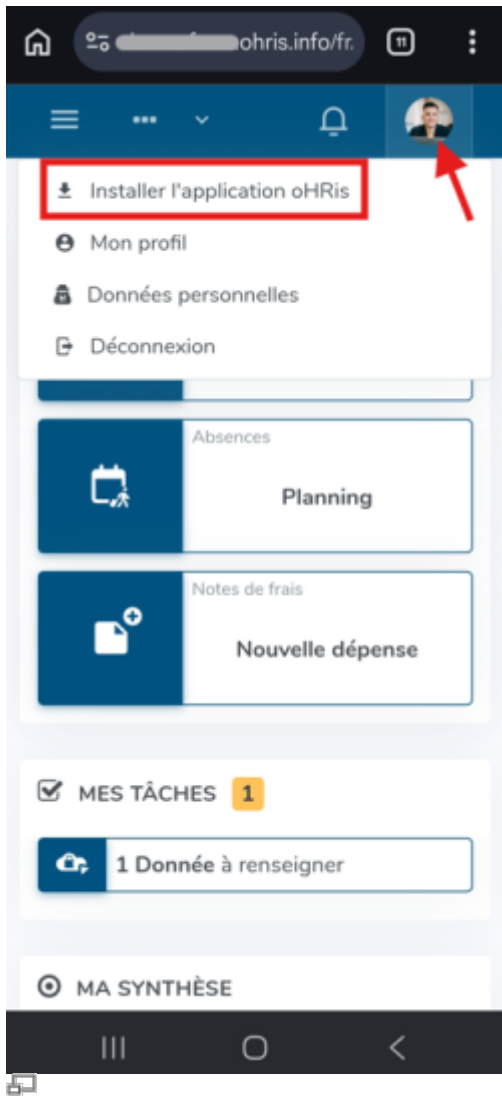 ohris.info/fr.
11
Installer l'application oHRis
Mon profil
Données personnelles
Déconnexion
Absences
Planning
Notes de frais
Nouvelle dépense
MES TÂCHES 1
1 Donnée à renseigner
MA SYNTHÈSE